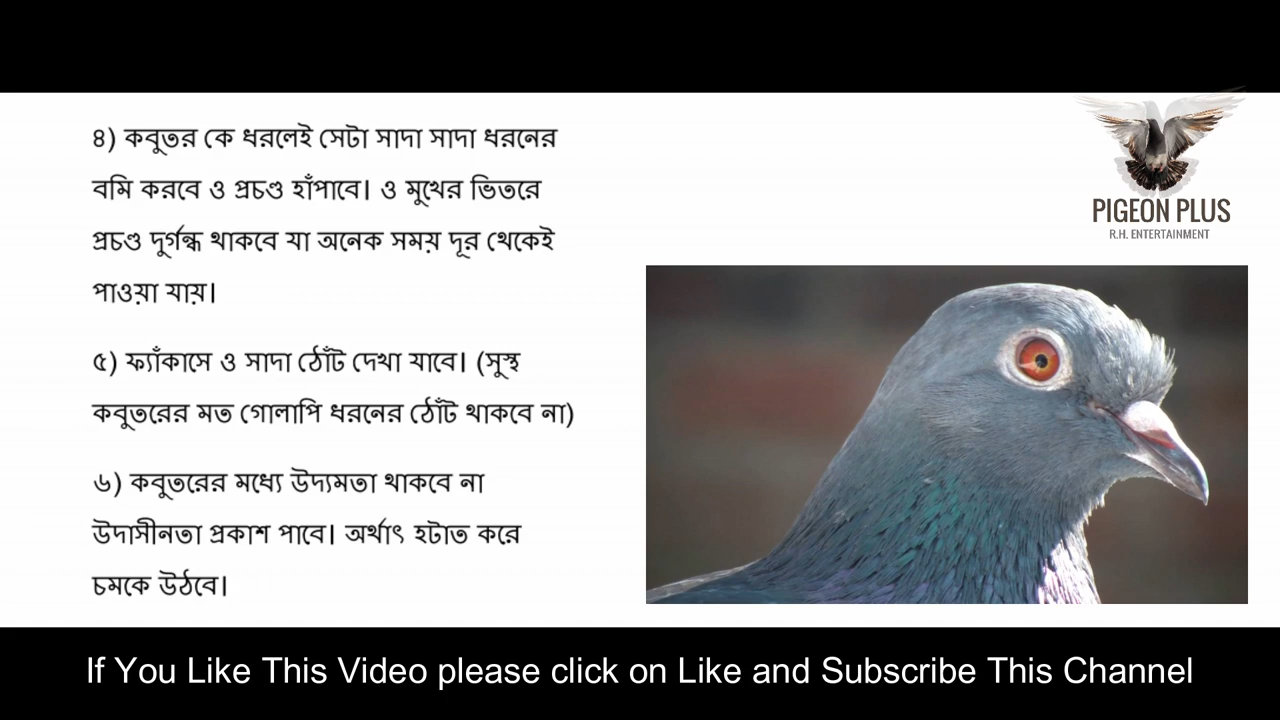 ৪) কবুতর কে ধরলেই সেটা সাদা সাদা ধরনের
বমি করবে ও প্রচণ্ড হাঁপাবে। ও মুখের ভিতরে
প্রচণ্ড দুর্গন্ধ থাকবে যা অনেক সময় দূর থেকেই
পাওয়া যায়।
৫) ফ্যাঁকাসে ও সাদা ঠোঁট দেখা যাবে। (সুস্থ
কবুতরের মত গোলাপি ধরনের ঠোঁট থাকবে না)
৬) কবুতরের মধ্যে উদ্যমতা থাকবে না
উদাসীনতা প্রকাশ পাবে। অর্থাৎ হটাত করে
চমকে উঠবে।
PIGEON PLUS
R.H. ENTERTAINMENT
If You Like This Video please click on Like and Subscribe This Channel